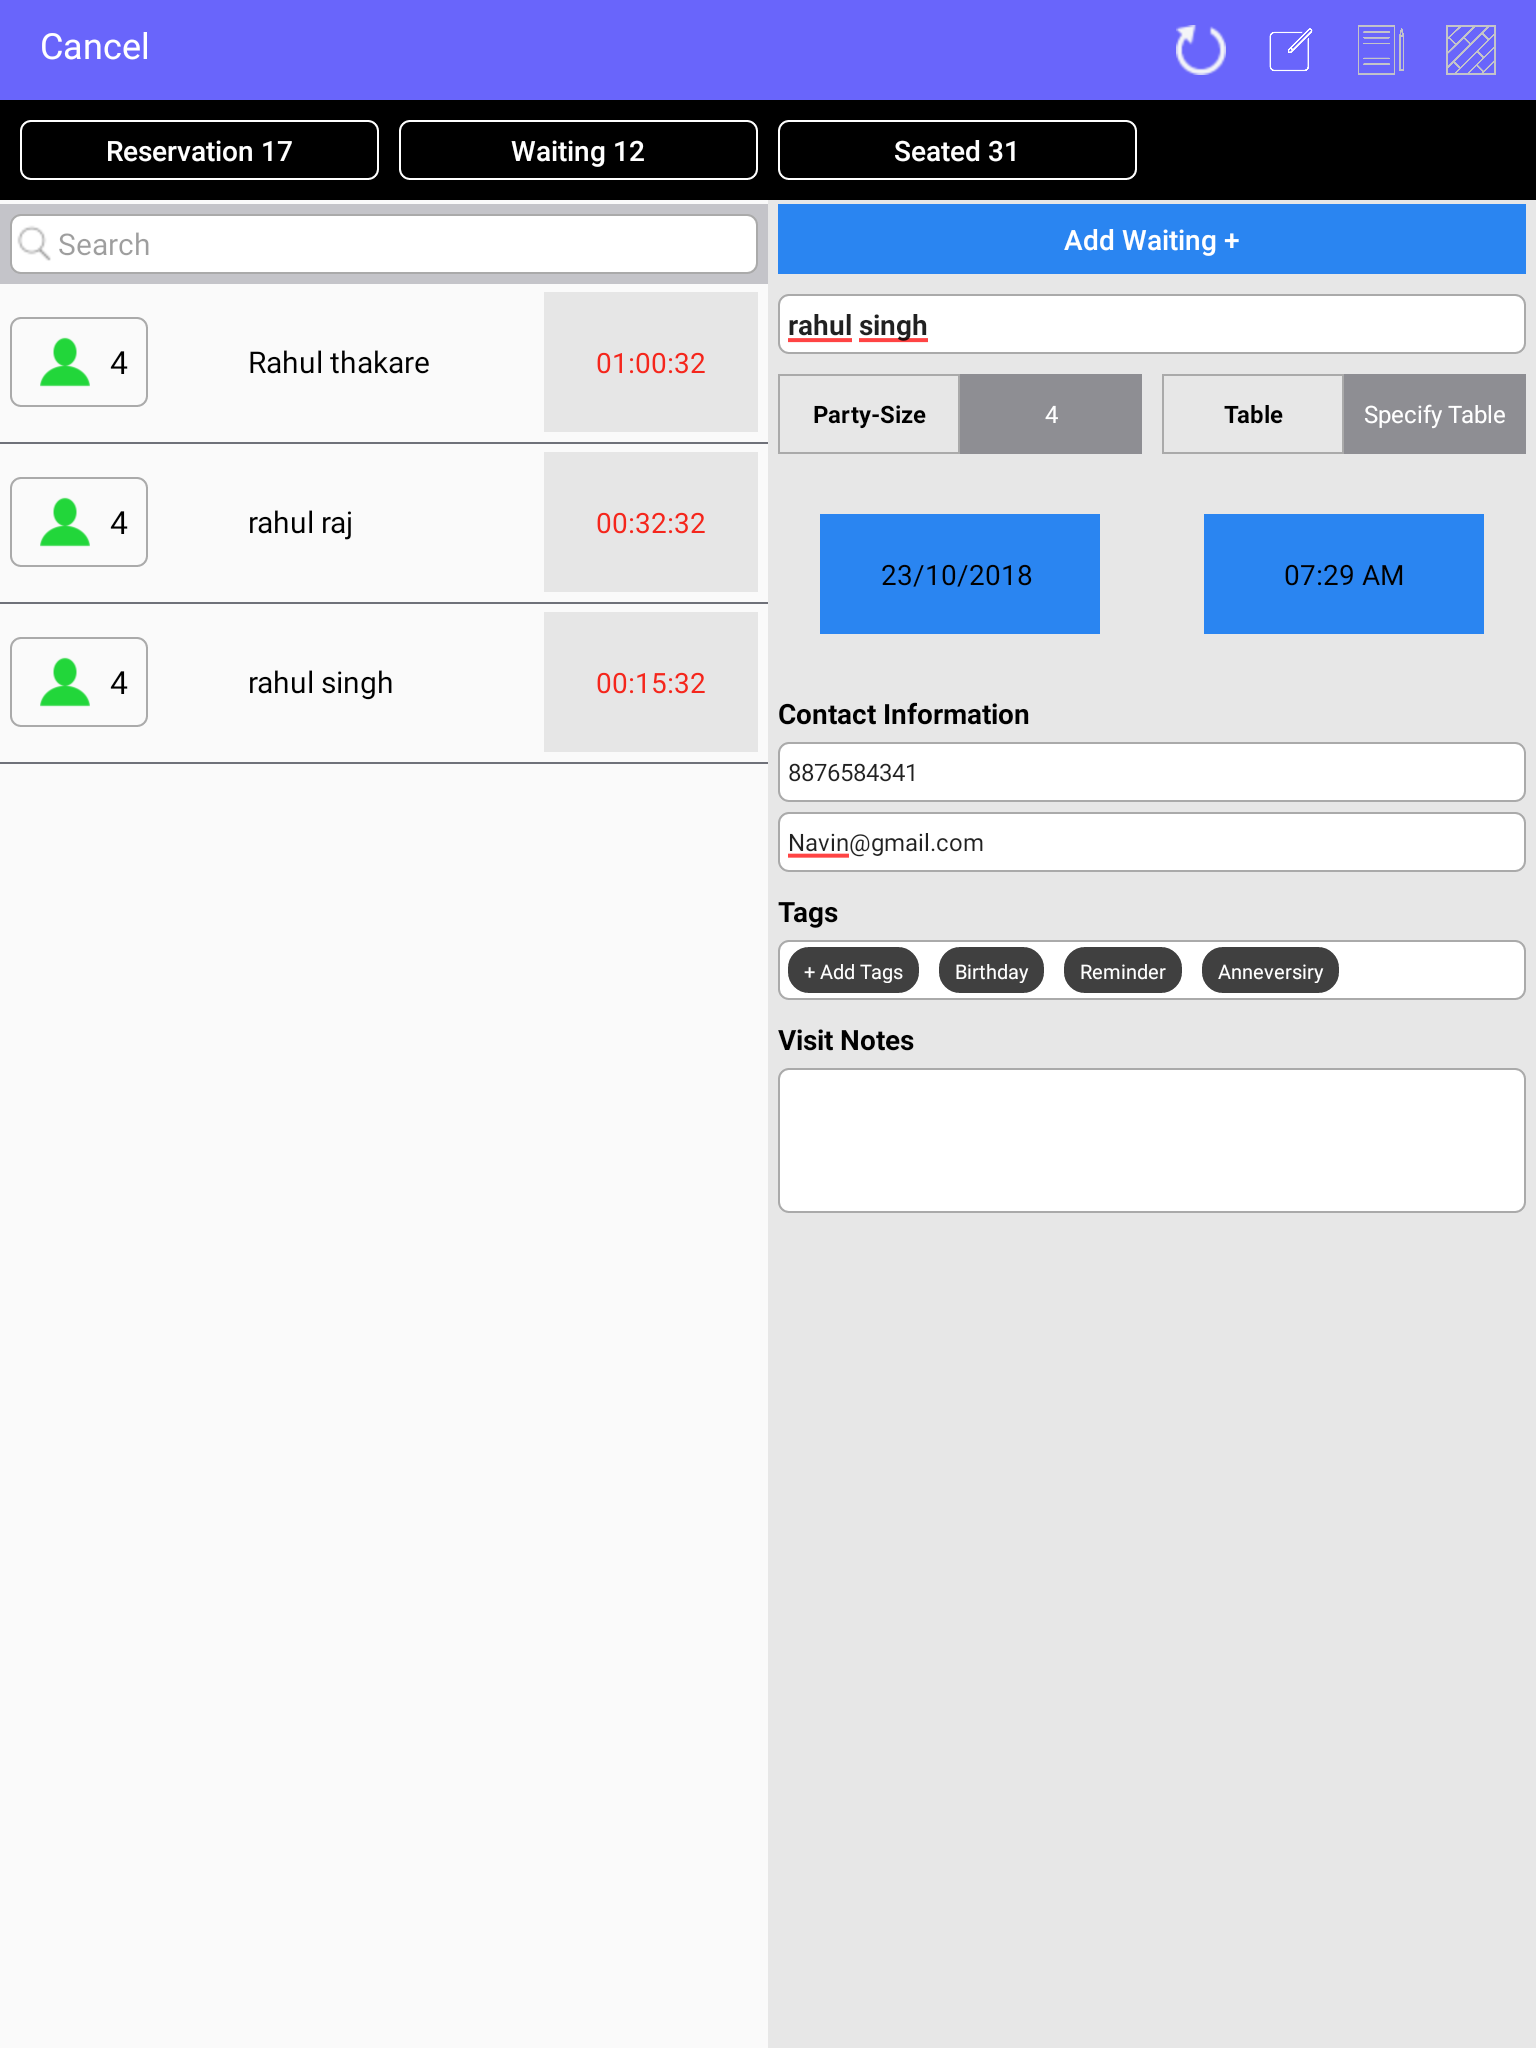 Cancel
Reservation 17
Waiting 12
Seated 31
Search
4 Rahul thakare 01:00:32
4 rahul raj 00:32:32
4 rahul singh 00:15:32
Add Waiting +
rahul singh
Party-Size 4 Table Specify Table
23/10/2018 07:29 AM
Contact Information
8876584341
Navin@gmail.com
Tags
+ Add Tags Birthday Reminder Anneversiry
Visit Notes